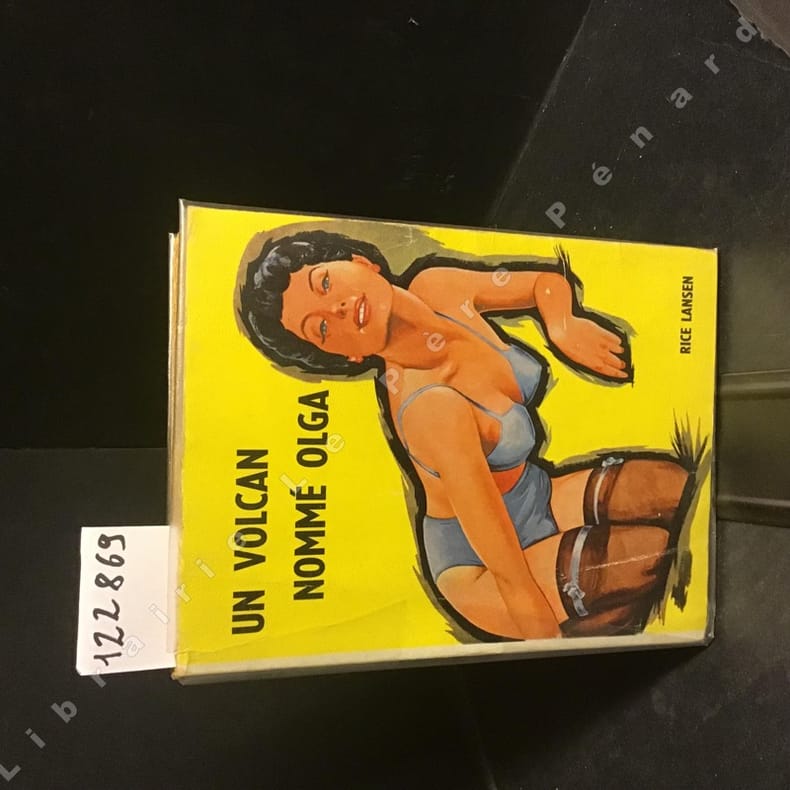 UN VOLCAN
NOMMÉ OLGA
RICE LANSEN
122869
Librairie Le Père Pénard